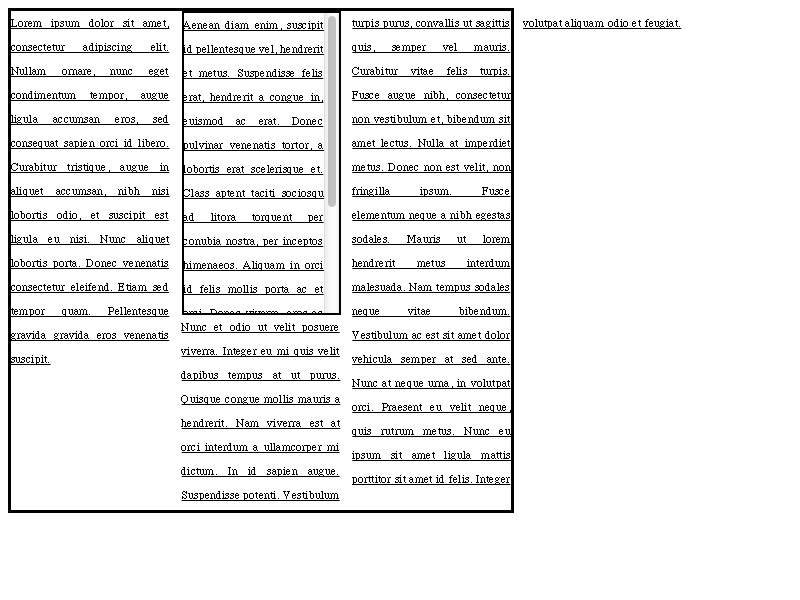 Lorem ipsum dolor sit amet,
consectetur adipiscing elit.
Nullam ornare, nunc eget
condimentum tempor, augue
ligula accumsan eros, sed
consequat sapien orci id libero.
Curabitur tristique, augue in
aliquet accumsan, nibh nisi
lobortis odio, et suscipit est
ligula eu nisi. Nunc aliquet
lobortis porta. Donec venenatis
consectetur eleifend. Etiam sed
tempor quam. Pellentesque
gravida gravida eros venenatis
suscipit.
Aenean diam enim, suscipit
id pellentesque vel, hendrerit
et metus. Suspendisse felis
erat, hendrerit a congue in,
euismod ac erat. Donec
pulvinar venenatis tortor, a
lobortis erat scelerisque et.
Class aptent taciti sociosqu
ad litora torquent per
conubia nostra, per inceptos
himenaeos. Aliquam in orci
id felis mollis porta ac et
orci. Donec viverra eros ac
Nunc et odio ut velit posuere
viverra. Integer eu mi quis velit
dapibus tempus at ut purus.
Quisque congue mollis mauris a
hendrerit. Nam viverra est at
orci interdum a ullamcorper mi
dictum. In id sapien augue.
Suspendisse potenti. Vestibulum
turpis purus, convallis ut sagittis
quis, semper vel mauris.
Curabitur vitae felis turpis.
Fusce augue nibh, consectetur
non vestibulum et, bibendum sit
amet lectus. Nulla at imperdiet
metus. Donec non est velit, non
fringilla ipsum. Fusce
elementum neque a nibh egestas
sodales. Mauris ut lorem
hendrerit metus interdum
malesuada. Nam tempus sodales
neque vitae bibendum.
Vestibulum ac est sit amet dolor
vehicula semper at sed ante.
Nunc at neque urna, in volutpat
orci. Praesent eu velit neque,
quis rutrum metus. Nunc eu
ipsum sit amet ligula mattis
porttitor sit amet id felis. Integer
volutpat aliquam odio et feugiat.